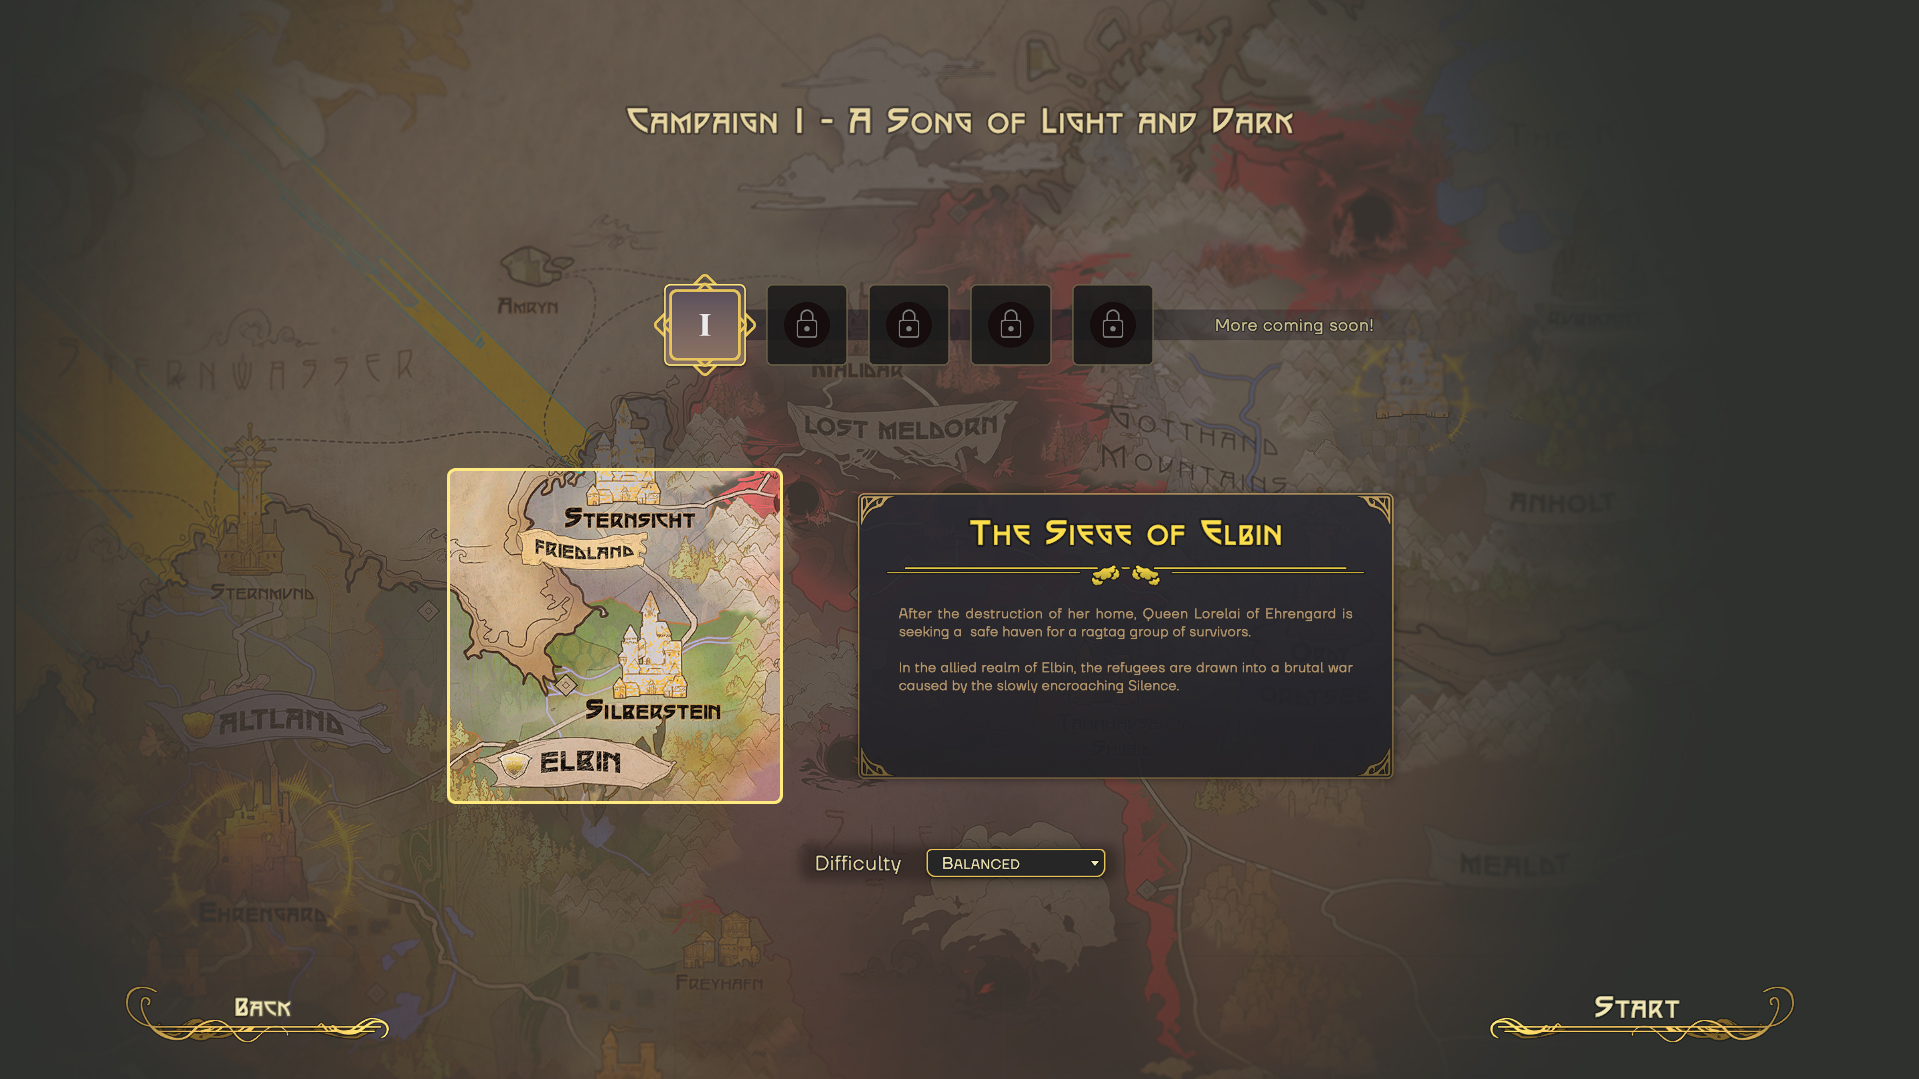 Campaign I - A Song of Light and Dark
Amryn
I
More coming soon!
Sternwasser
Malidar
Lost Meldorn
Gotthand
Mountains
Anholt
Sternsicht
Friedland
Sternmund
Silberstein
Elbin
Altland
The Siege of Elbin
After the destruction of her home, Queen Lorelai of Ehrengard is
seeking a  safe haven for a ragtag group of survivors.
In the allied realm of Elbin, the refugees are drawn into a brutal war
caused by the slowly encroaching Silence.
Difficulty
Balanced
Merlot
Ehrengard
Freyhafn
Back
Start